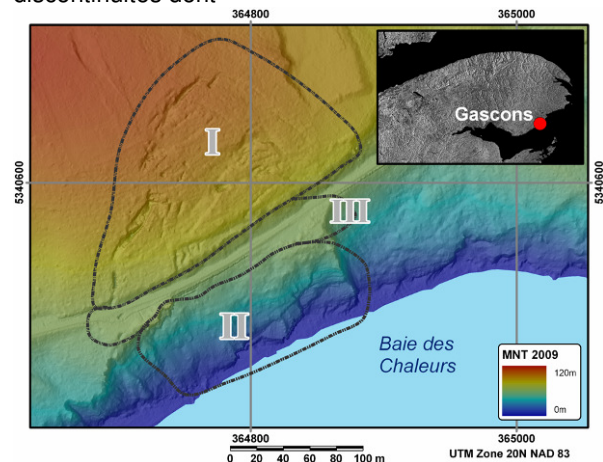 discontinuités dont
364800
365000
Gascons
I
5340600
5340600
III
II
Baie des
Chaleurs
MNT 2009
120m
0m
364800
365000
0 20 40 60 80 100 m
UTM Zone 20N NAD 83